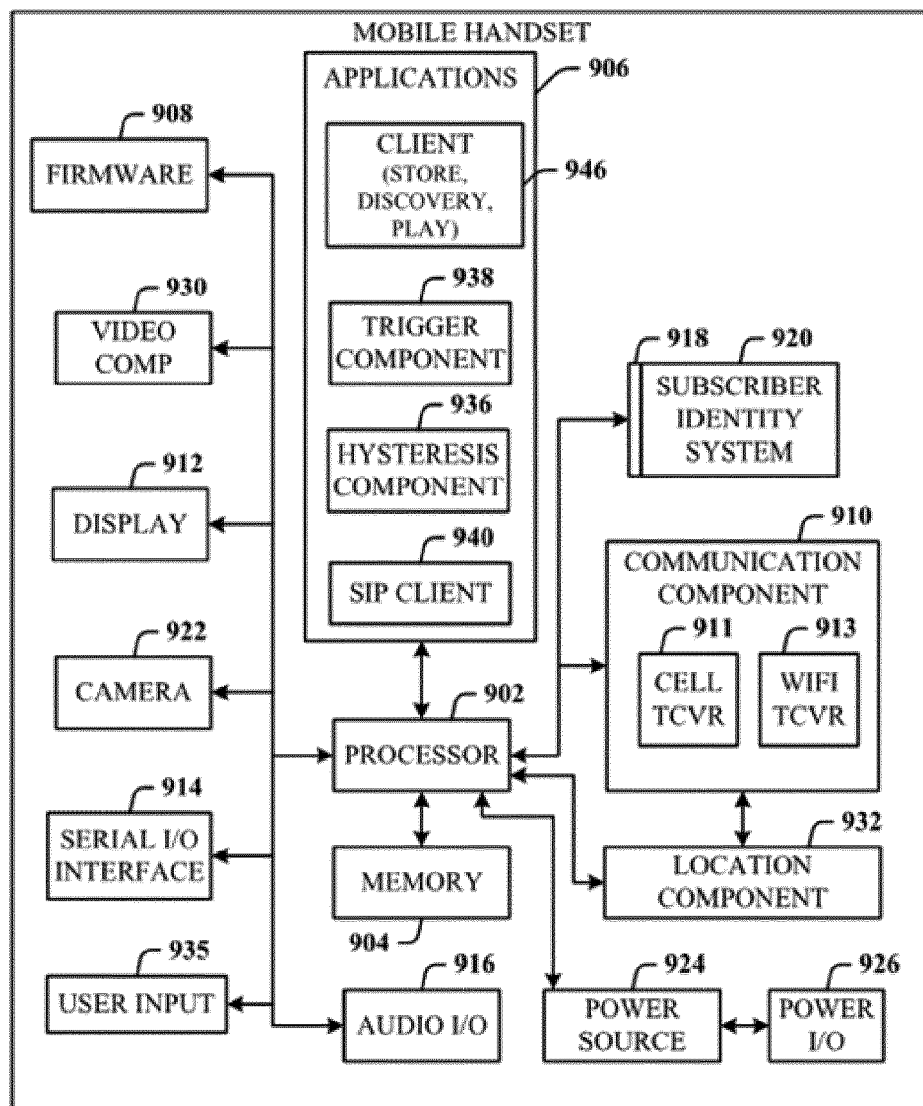 MOBILE HANDSET
APPLICATIONS
906
CLIENT
(STORE,
DISCOVERY,
PLAY)
946
938
TRIGGER
COMPONENT
936
HYSTERESIS
COMPONENT
940
SIP CLIENT
908
FIRMWARE
930
VIDEO
COMP
912
DISPLAY
922
CAMERA
914
SERIAL I/O
INTERFACE
935
USER INPUT
902
PROCESSOR
MEMORY
904
916
AUDIO I/O
918
920
SUBSCRIBER
IDENTITY
SYSTEM
910
COMMUNICATION
COMPONENT
911
CELL
TCVR
913
WIFI
TCVR
932
LOCATION
COMPONENT
924
POWER
SOURCE
926
POWER
I/O